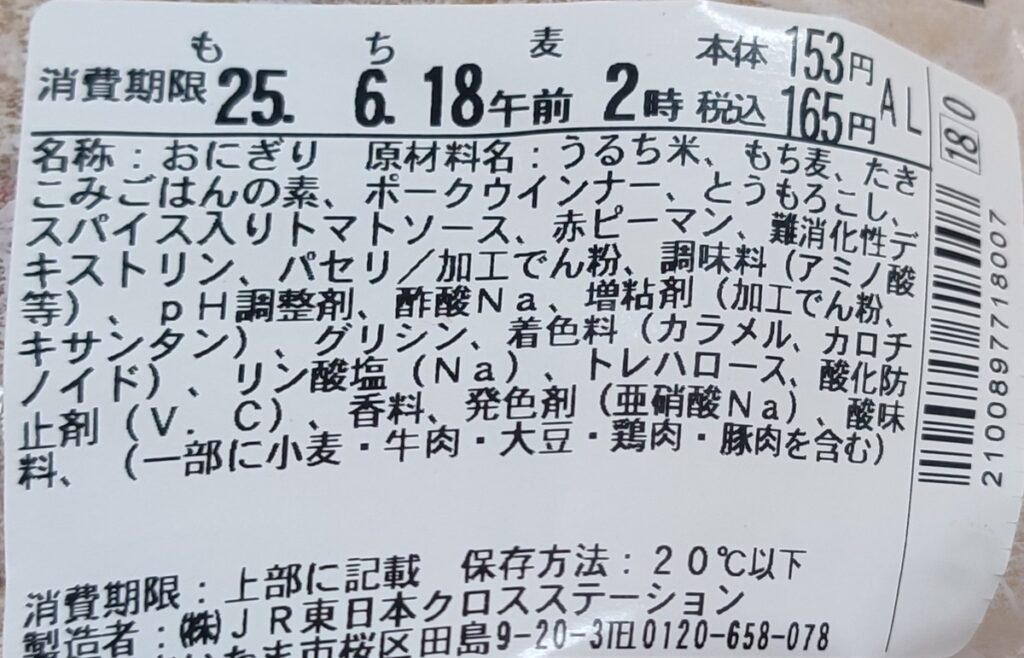 もち麦 本体153円
消費期限 25. 6. 18午前 2時 税込165円 AL
180
名称：おにぎり 原材料名：うるち米、もち麦、たき
こみごはんの素、ポークウインナー、とうもろこし、
スパイス入りトマトソース、赤ピーマン、難消化性デ
キストリン、パセリ／加工でん粉、調味料（アミノ酸
等）、ｐＨ調整剤、酢酸Ｎａ、増粘剤（加工でん粉、
キサンタン）、グリシン、着色料（カラメル、カロチ
ノイド）、リン酸塩（Ｎａ）、トレハロース、酸化防
止剤（Ｖ．Ｃ）、香料、発色剤（亜硝酸Ｎａ）、酸味
料、（一部に小麦・牛肉・大豆・鶏肉・豚肉を含む）
消費期限：上部に記載 保存方法：２０℃以下
製造者：㈱ＪＲ東日本クロスステーション
たま市桜区田島9-20-3℡0120-658-078
2100897718007